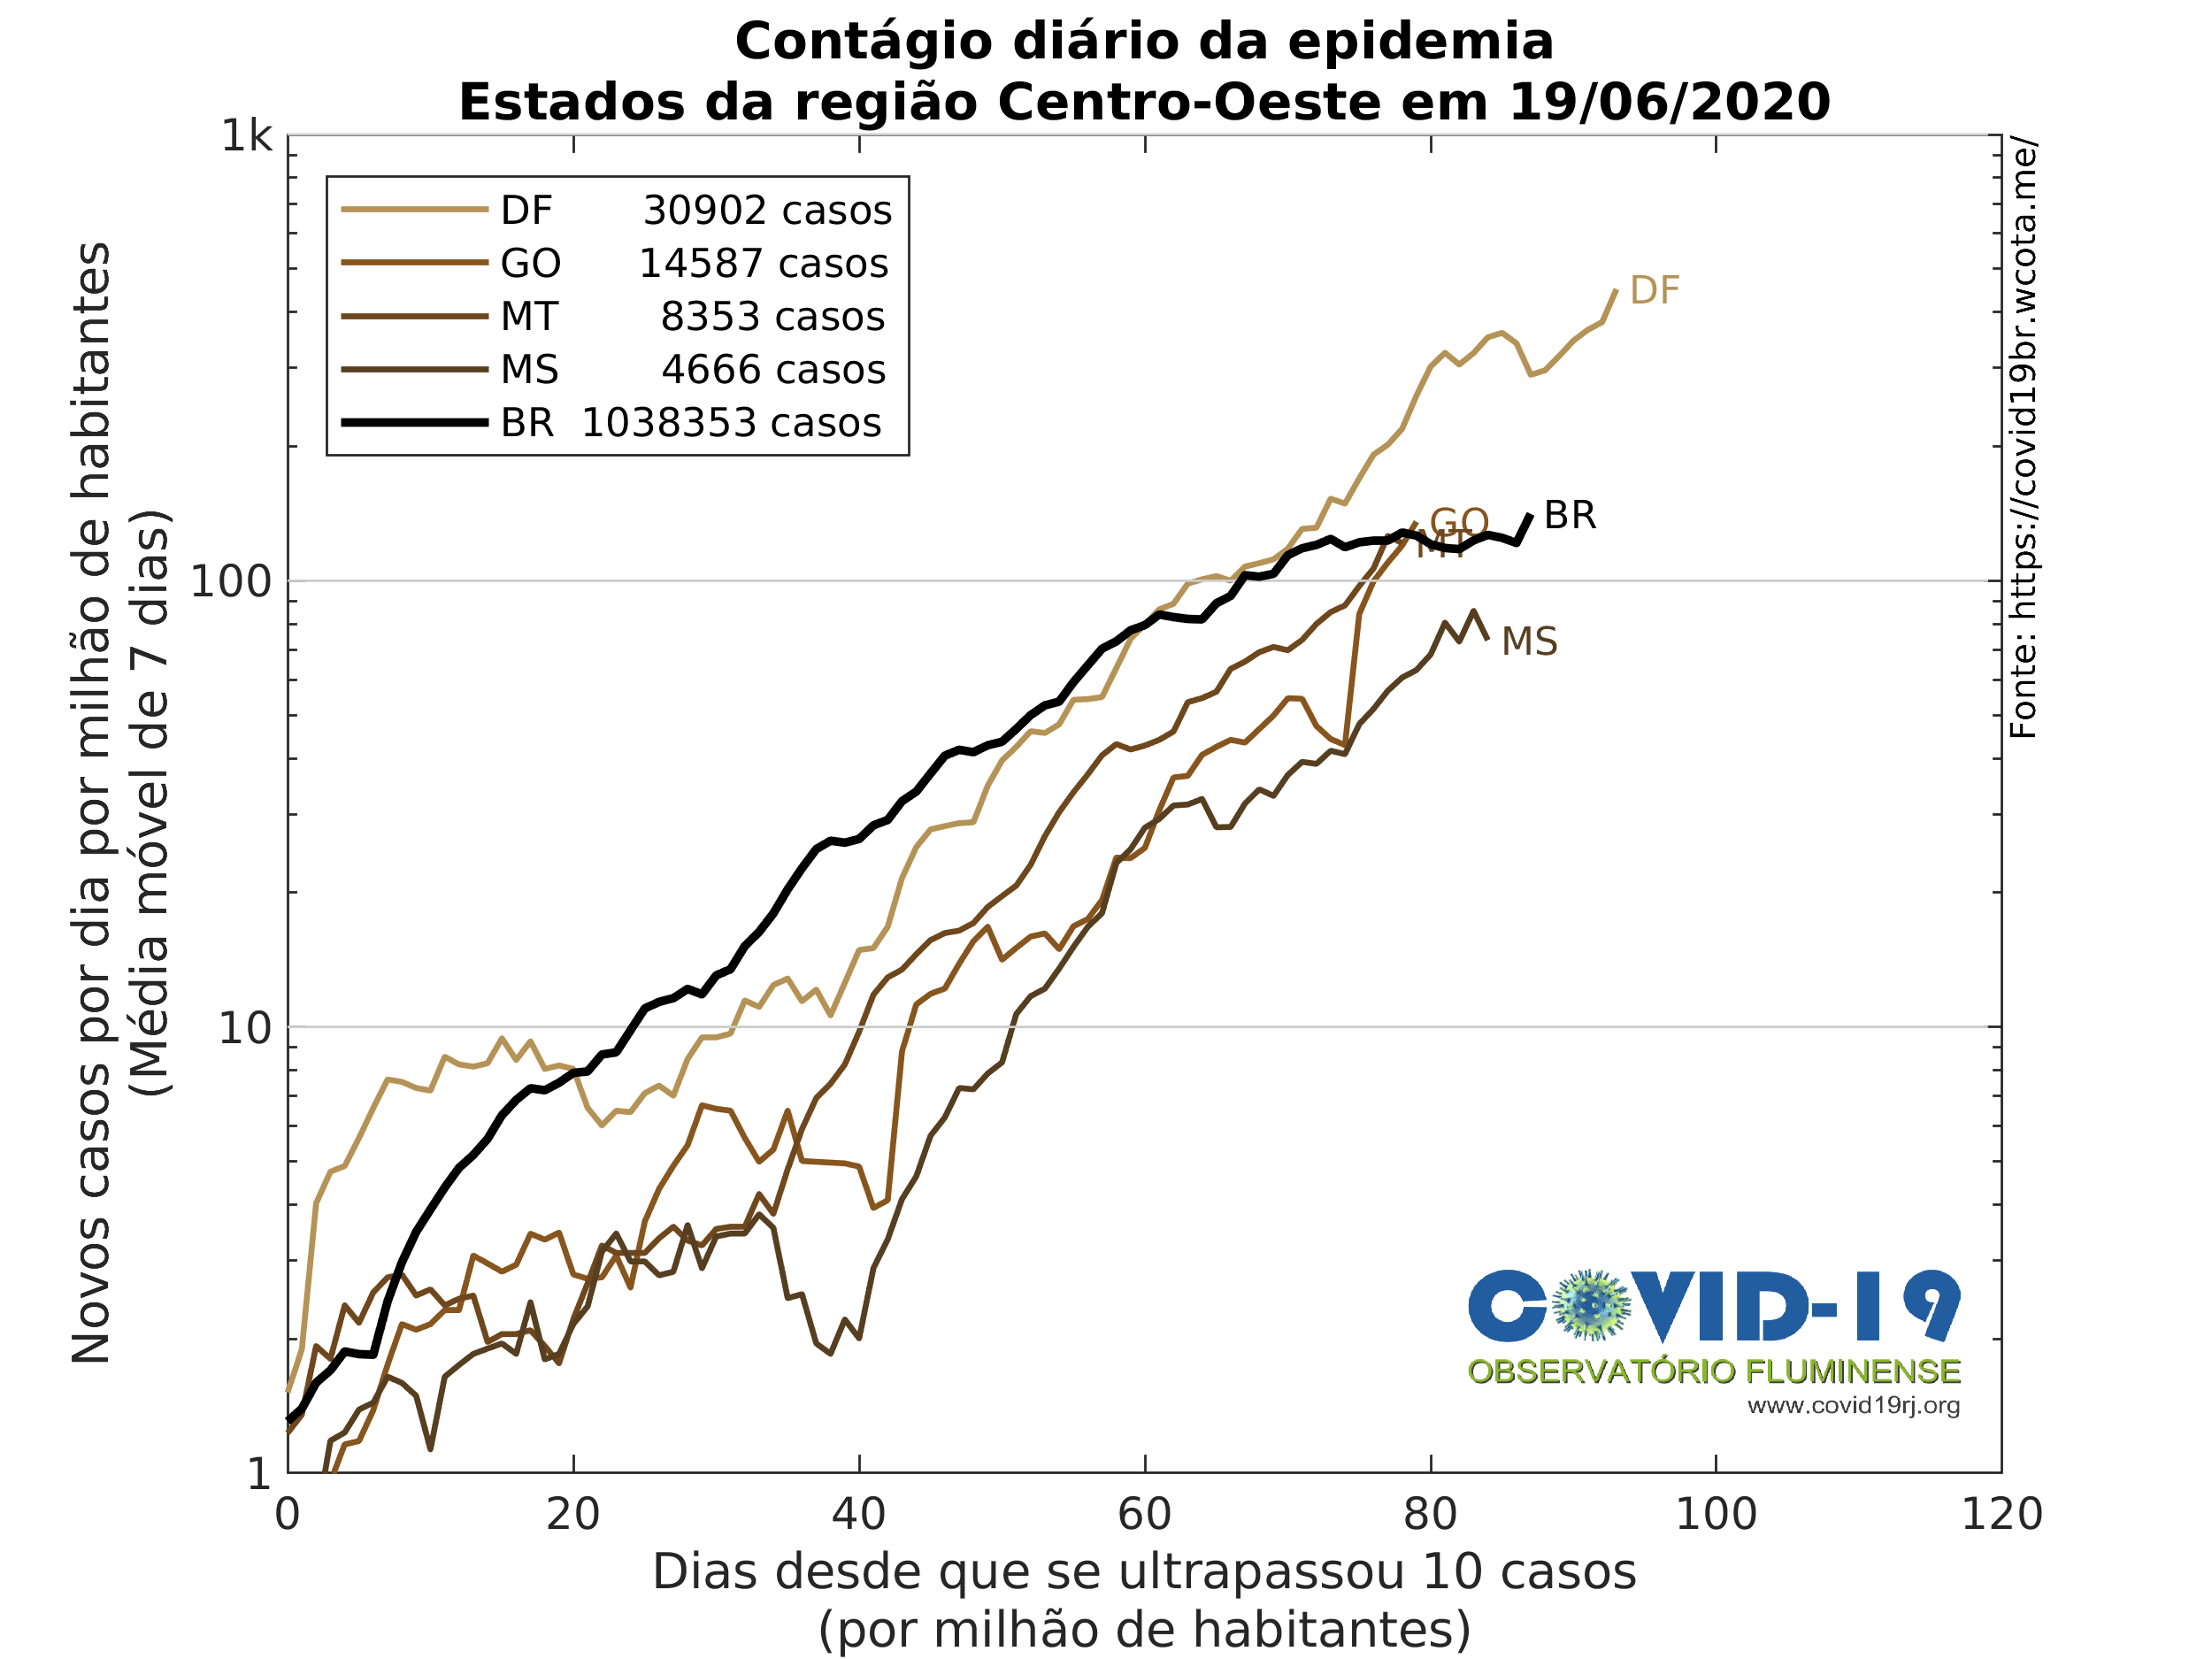 Contágio diário da epidemia
Estados da região Centro-Oeste em 19/06/2020
Novos casos por dia por milhão de habitantes
(Média móvel de 7 dias)
1k
100
10
1
DF 30902 casos
GO 14587 casos
MT 8353 casos
MS 4666 casos
BR 1038353 casos
DF
GO
MT
BR
MS
Fonte: https://covid19br.wcota.me/
COVID-19
OBSERVATÓRIO FLUMINENSE
www.covid19rj.org
0 20 40 60 80 100 120
Dias desde que se ultrapassou 10 casos
(por milhão de habitantes)